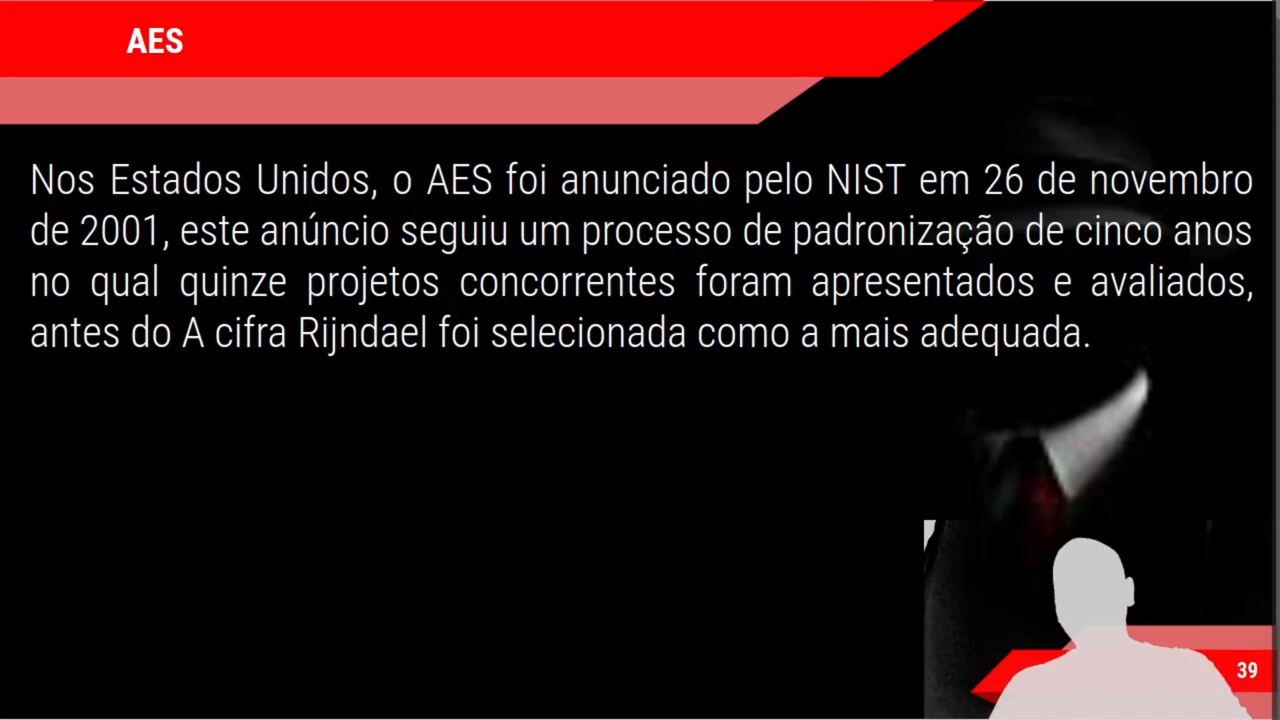 AES
Nos Estados Unidos, o AES foi anunciado pelo NIST em 26 de novembro
de 2001, este anúncio seguiu um processo de padronização de cinco anos
no qual quinze projetos concorrentes foram apresentados e avaliados,
antes do A cifra Rijndael foi selecionada como a mais adequada.
39